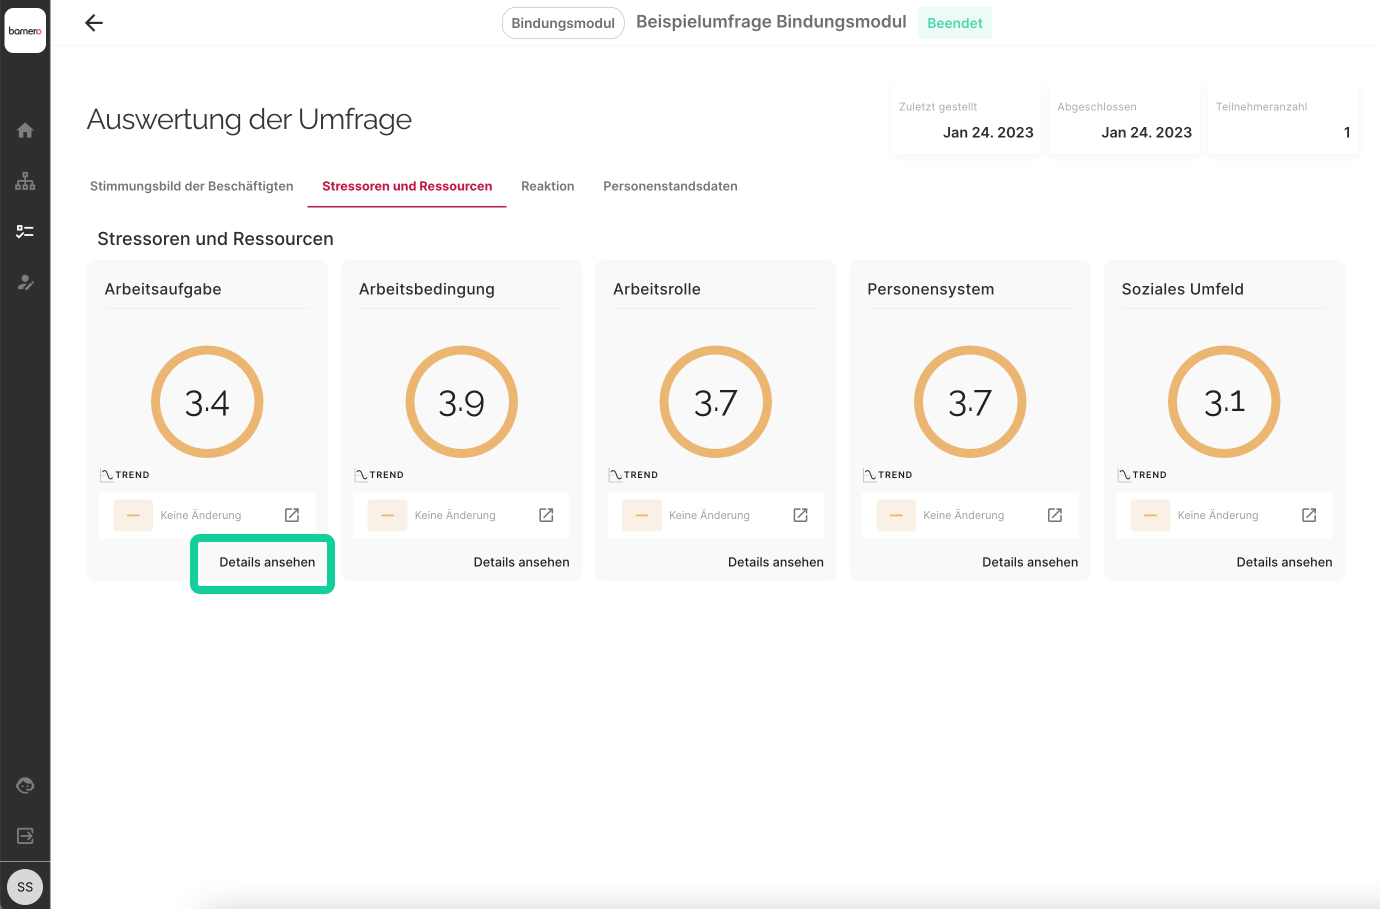 bamero
Bindungsmodul Beispielumfrage Bindungsmodul Beendet
Auswertung der Umfrage
Zuletzt gestellt
Jan 24. 2023
Abgeschlossen
Jan 24. 2023
Teilnehmeranzahl
1
Stimmungsbild der Beschäftigten Stressoren und Ressourcen Reaktion Personenstandsdaten
Stressoren und Ressourcen
Arbeitsaufgabe
3.4
TREND
Keine Änderung
Details ansehen
Arbeitsbedingung
3.9
TREND
Keine Änderung
Details ansehen
Arbeitsrolle
3.7
TREND
Keine Änderung
Details ansehen
Personensystem
3.7
TREND
Keine Änderung
Details ansehen
Soziales Umfeld
3.1
TREND
Keine Änderung
Details ansehen
SS